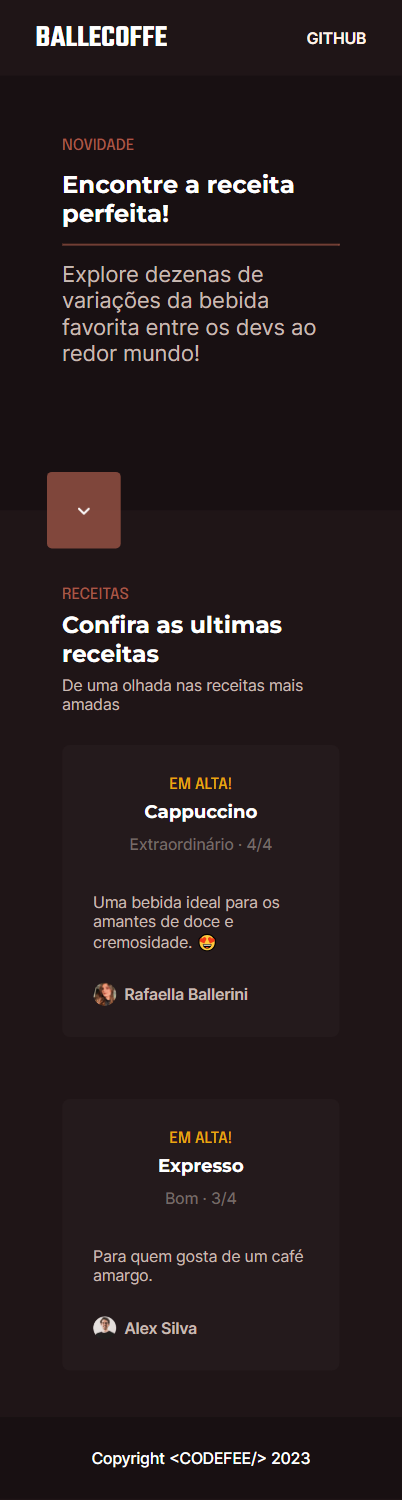 BALLECOFFE
GITHUB
NOVIDADE
Encontre a receita
perfeita!
Explore dezenas de
variações da bebida
favorita entre os devs ao
redor mundo!
RECEITAS
Confira as ultimas
receitas
De uma olhada nas receitas mais
amadas
EM ALTA!
Cappuccino
Extraordinário · 4/4
Uma bebida ideal para os
amantes de doce e
cremosidade. 🤩
Rafaella Ballerini
EM ALTA!
Expresso
Bom · 3/4
Para quem gosta de um café
amargo.
Alex Silva
Copyright <CODEFEE/> 2023